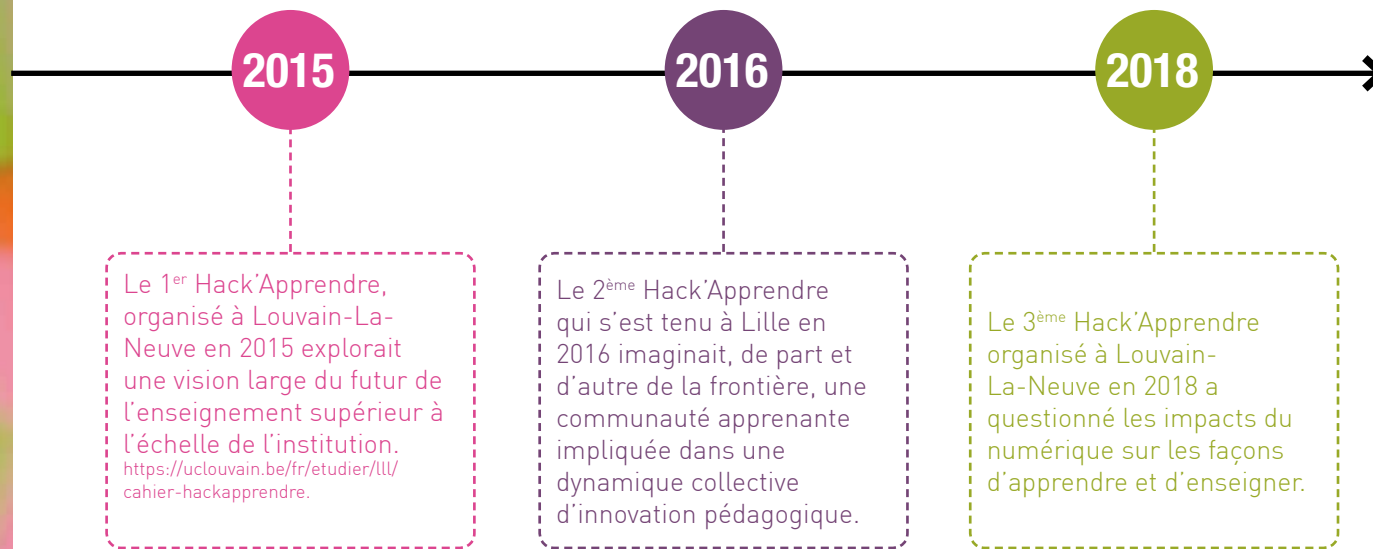 2015
2016
2018
Le 1er Hack'Apprendre,
organisé à Louvain-La-
Neuve en 2015 explorait
une vision large du futur de
l'enseignement supérieur à
l'échelle de l'institution.
https://uclouvain.be/fr/etudier/lll/
cahier-hackapprendre.
Le 2ème Hack'Apprendre
qui s'est tenu à Lille en
2016 imaginait, de part et
d'autre de la frontière, une
communauté apprenante
impliquée dans une
dynamique collective
d'innovation pédagogique.
Le 3ème Hack'Apprendre
organisé à Louvain-
La-Neuve en 2018 a
questionné les impacts du
numérique sur les façons
d'apprendre et d'enseigner.